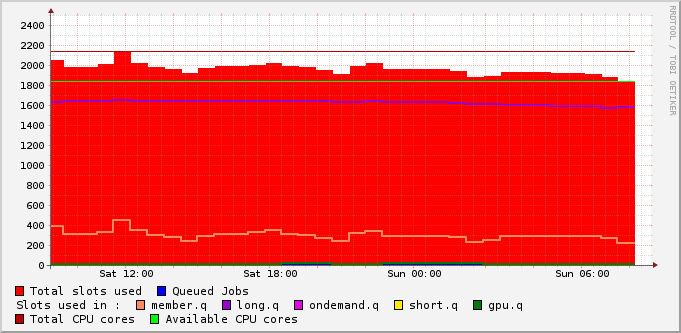 2400
2200
2000
1800
1600
1400
1200
1000
800
600
400
200
0
Sat 12:00 Sat 18:00 Sun 00:00 Sun 06:00
Total slots used Queued Jobs
Slots used in : member.q long.q ondemand.q short.q gpu.q
Total CPU cores Available CPU cores
RRDTOOL / TOBI OETIKER